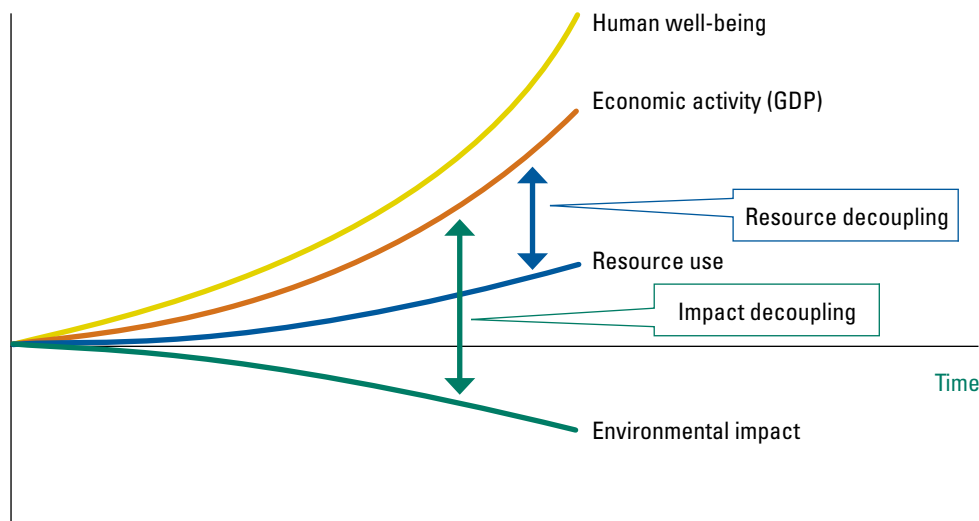 Human well-being
Economic activity (GDP)
Resource decoupling
Resource use
Impact decoupling
Time
Environmental impact